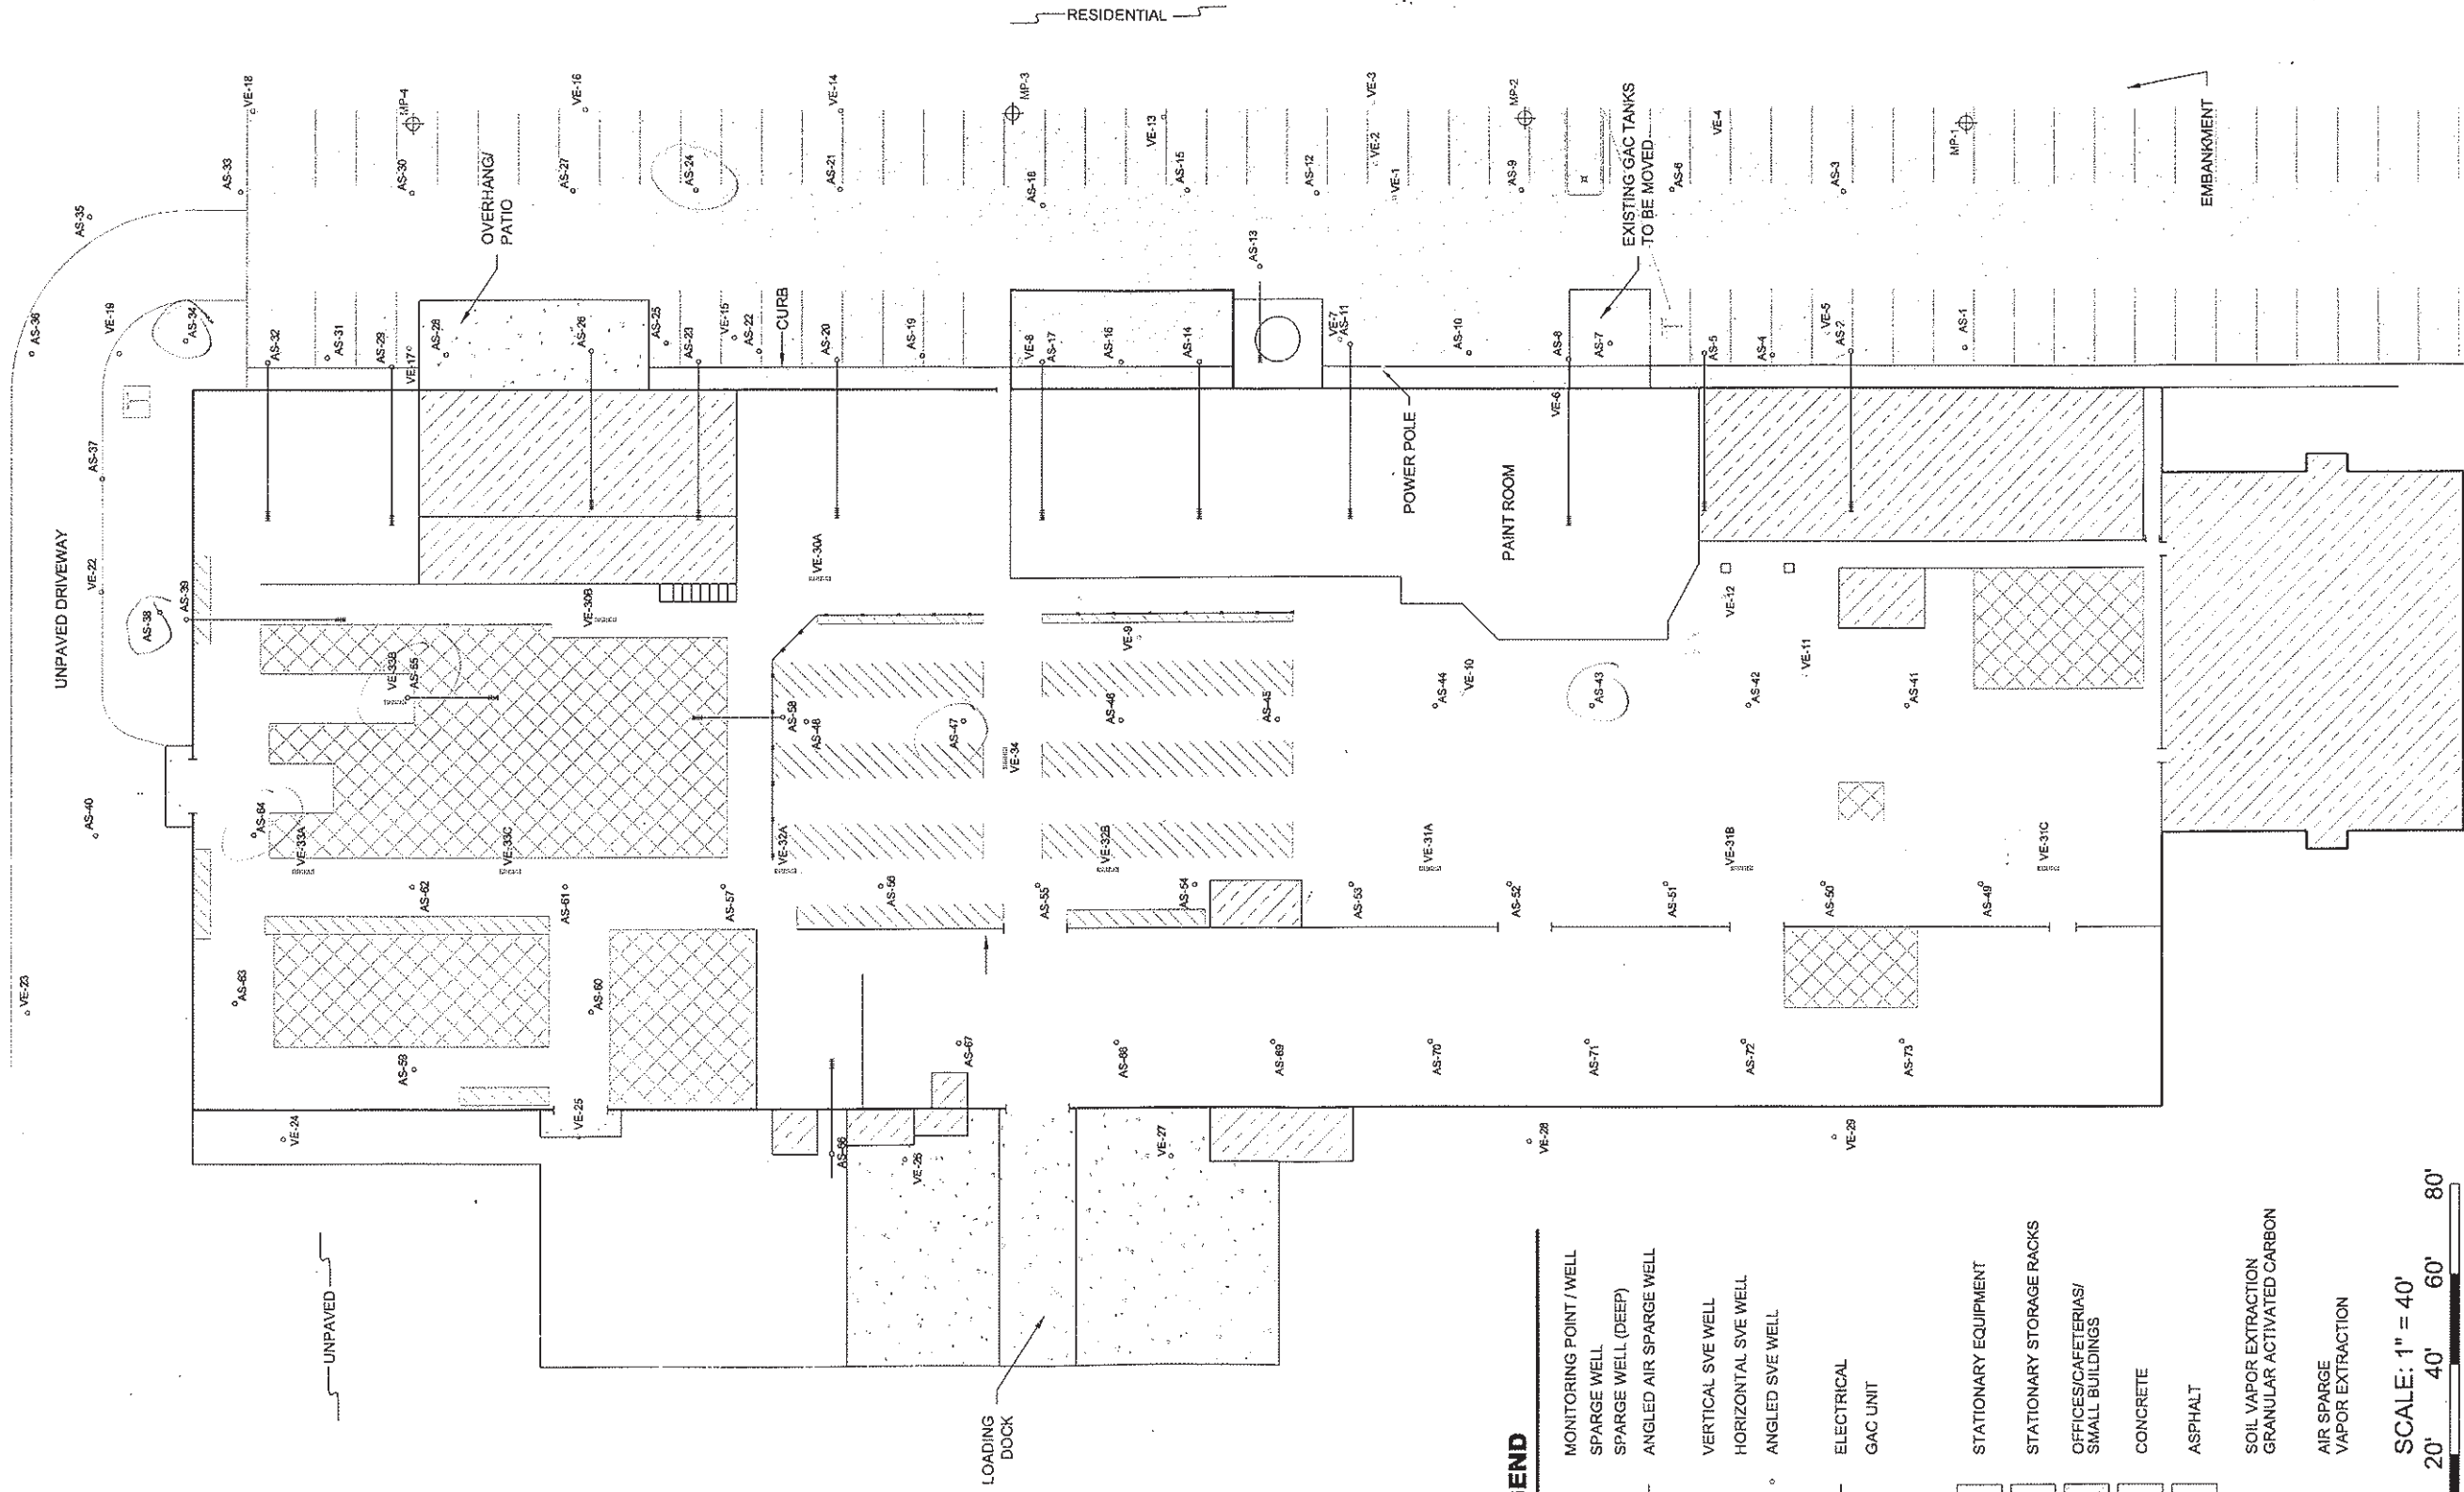 RESIDENTIAL
VE-18
MP-4
VE-16
VE-14
MP-3
VE-13
VE-3
VE-2
MP-2
VE-4
MP-1
EMBANKMENT
AS-33
AS-30
AS-27
AS-24
AS-21
AS-18
AS-15
AS-12
VE-1
AS-9
AS-6
AS-3
AS-35
OVERHANG/
PATIO
AS-13
EXISTING GAC TANKS
TO BE MOVED
AS-36
VE-19
AS-34
AS-32
AS-31
AS-29
VE-17
AS-28
AS-26
AS-25
AS-23
VE-15
AS-22
CURB
AS-20
AS-19
VE-8
AS-17
AS-16
AS-14
VE-7
AS-11
AS-10
AS-8
AS-7
AS-5
AS-4
VE-5
AS-2
AS-1
VE-6
POWER POLE
PAINT ROOM
UNPAVED DRIVEWAY
AS-37
VE-22
AS-38
AS-39
VE-30B
VE-30A
VE-9
VE-12
VE-11
VE-33B
AS-65
AS-58
AS-48
AS-47
VE-34
AS-46
AS-45
AS-44
VE-10
AS-43
AS-42
AS-41
AS-40
AS-64
VE-33A
VE-33C
VE-32A
VE-32B
VE-31A
VE-31B
VE-31C
AS-62
AS-61
AS-57
AS-56
AS-55
AS-54
AS-53
AS-52
AS-51
AS-50
AS-49
VE-23
AS-63
AS-60
AS-59
AS-67
AS-68
AS-69
AS-70
AS-71
AS-72
AS-73
VE-24
VE-25
AS-66
VE-26
VE-27
VE-28
VE-29
UNPAVED
LOADING
DOCK
GEND
MONITORING POINT / WELL
SPARGE WELL
SPARGE WELL (DEEP)
ANGLED AIR SPARGE WELL
VERTICAL SVE WELL
HORIZONTAL SVE WELL
ANGLED SVE WELL
ELECTRICAL
GAC UNIT
STATIONARY EQUIPMENT
STATIONARY STORAGE RACKS
OFFICES/CAFETERIAS/
SMALL BUILDINGS
CONCRETE
ASPHALT
SOIL VAPOR EXTRACTION
GRANULAR ACTIVATED CARBON
AIR SPARGE
VAPOR EXTRACTION
SCALE: 1" = 40'
20' 40' 60' 80'